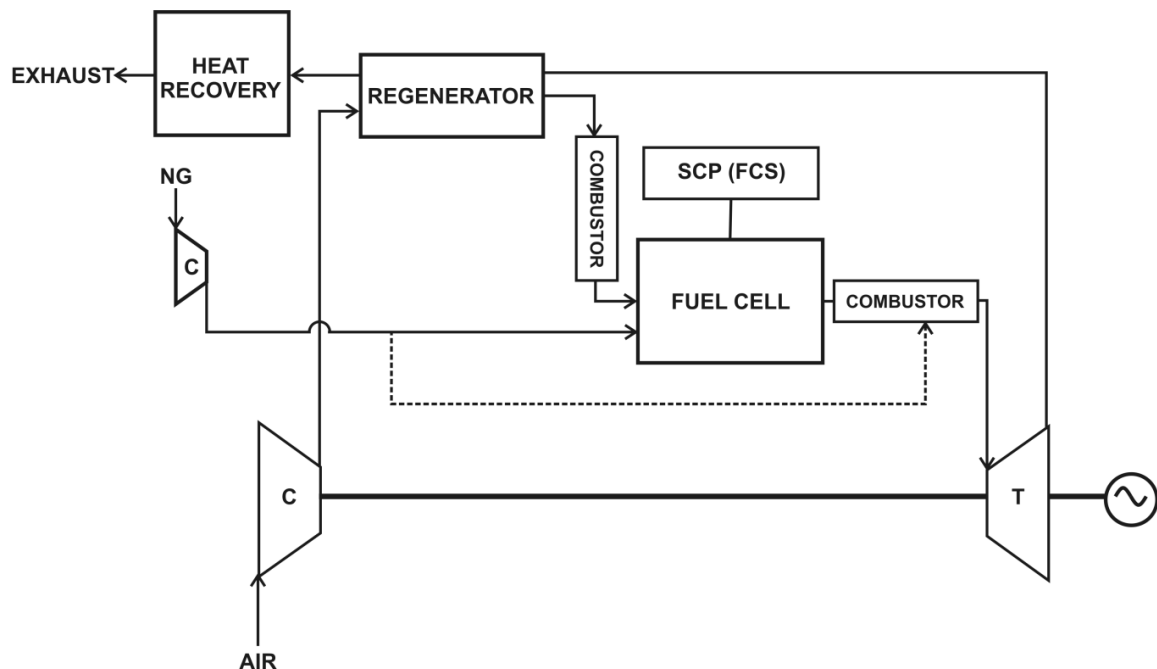 EXHAUST
HEAT
RECOVERY
REGENERATOR
COMBUSTOR
SCP (FCS)
NG
C
FUEL CELL
COMBUSTOR
C
T
AIR